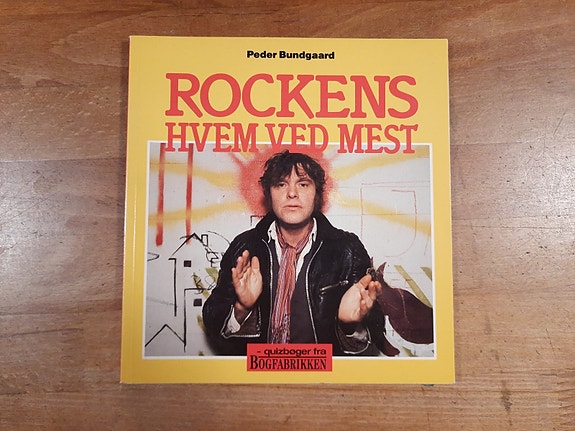 Peder Bundgaard
ROCKENS
HVEM VED MEST
- quizbøger fra
BOGFABRIKKEN